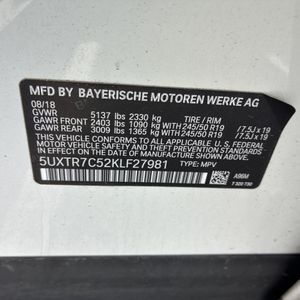 MFD BY BAYERISCHE MOTOREN WERKE AG
08/18
GVWR 5137 lbs 2330 kg TIRE / RIM
GAWR FRONT 2403 lbs 1090 kg WITH 245/50 R19 / 7.5J x 19
GAWR REAR 3009 lbs 1365 kg WITH 245/50 R19 / 7.5J x 19
THIS VEHICLE CONFORMS TO ALL APPLICABLE U.S. FEDERAL
MOTOR VEHICLE SAFETY STANDARDS IN EFFECT ON
THE DATE OF MANUFACTURE SHOWN ABOVE.
5UXTR7C52KLF27981 TYPE: MPV
A96M